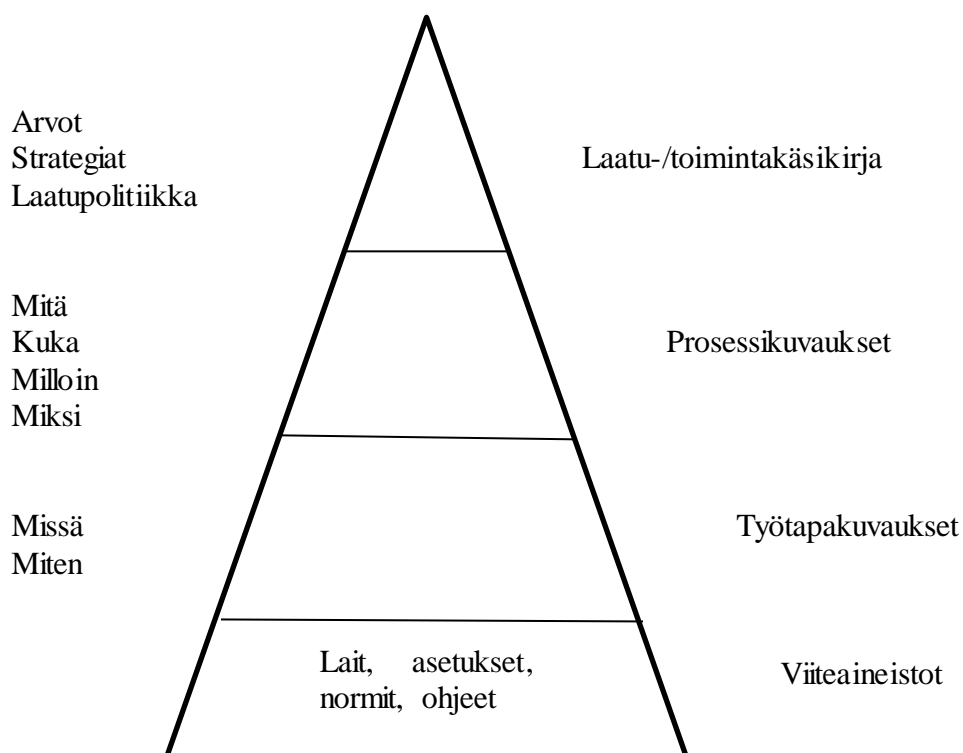 Arvot
Strategiat
Laatupolitiikka
Laatu-/toimintakäsikirja
Mitä
Kuka
Milloin
Miksi
Prosessikuvaukset
Missä
Miten
Työtapakuvaukset
Lait, asetukset,
normit, ohjeet
Viiteaineistot